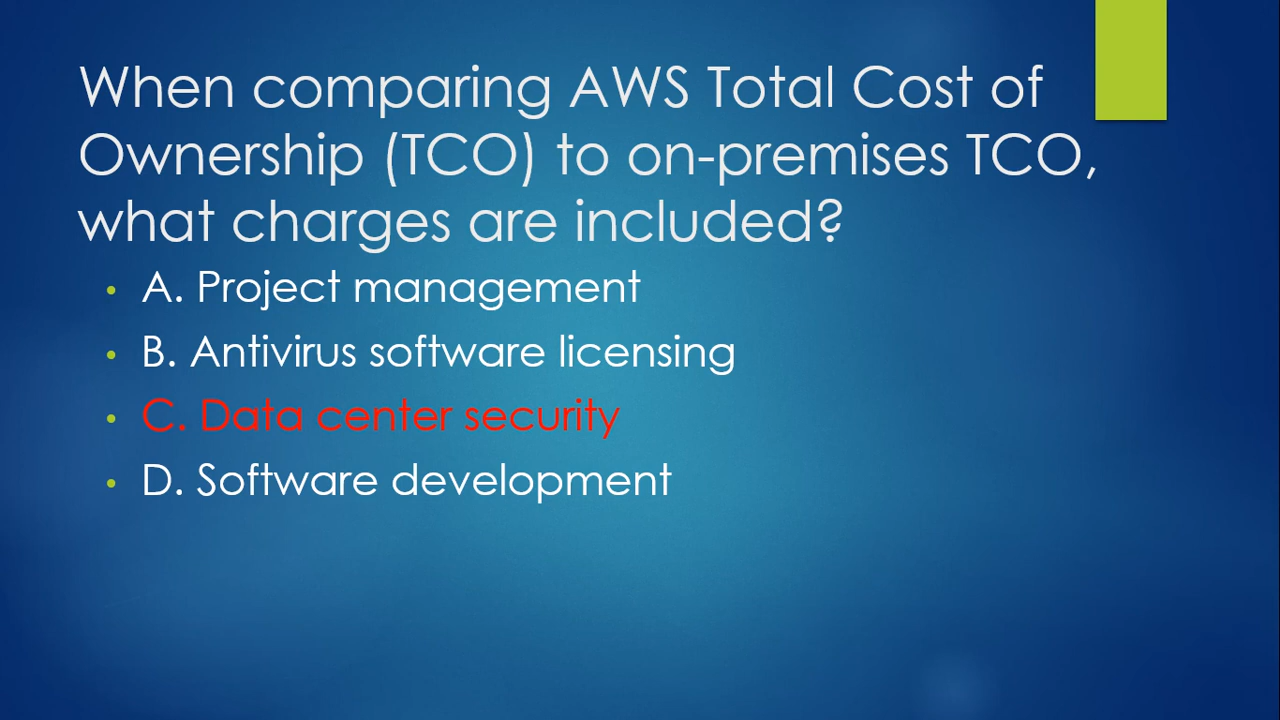 When comparing AWS Total Cost of
Ownership (TCO) to on-premises TCO,
what charges are included?
• A. Project management
• B. Antivirus software licensing
• C. Data center security
• D. Software development